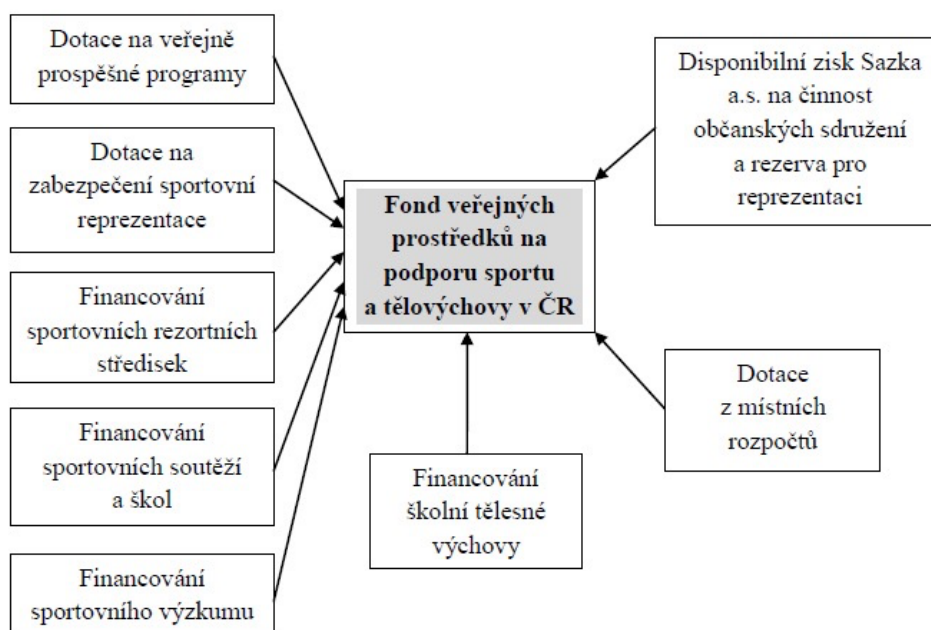 Dotace na veřejně
prospěšné programy
Dotace na
zabezpečení sportovní
reprezentace
Financování
sportovních rezortních
středisek
Financování
sportovních soutěží
a škol
Financování
sportovního výzkumu
Fond veřejných
prostředků na
podporu sportu
a tělovýchovy v ČR
Financování
školní tělesné
výchovy
Disponibilní zisk Sazka
a.s. na činnost
občanských sdružení
a rezerva pro
reprezentaci
Dotace
z místních
rozpočtů